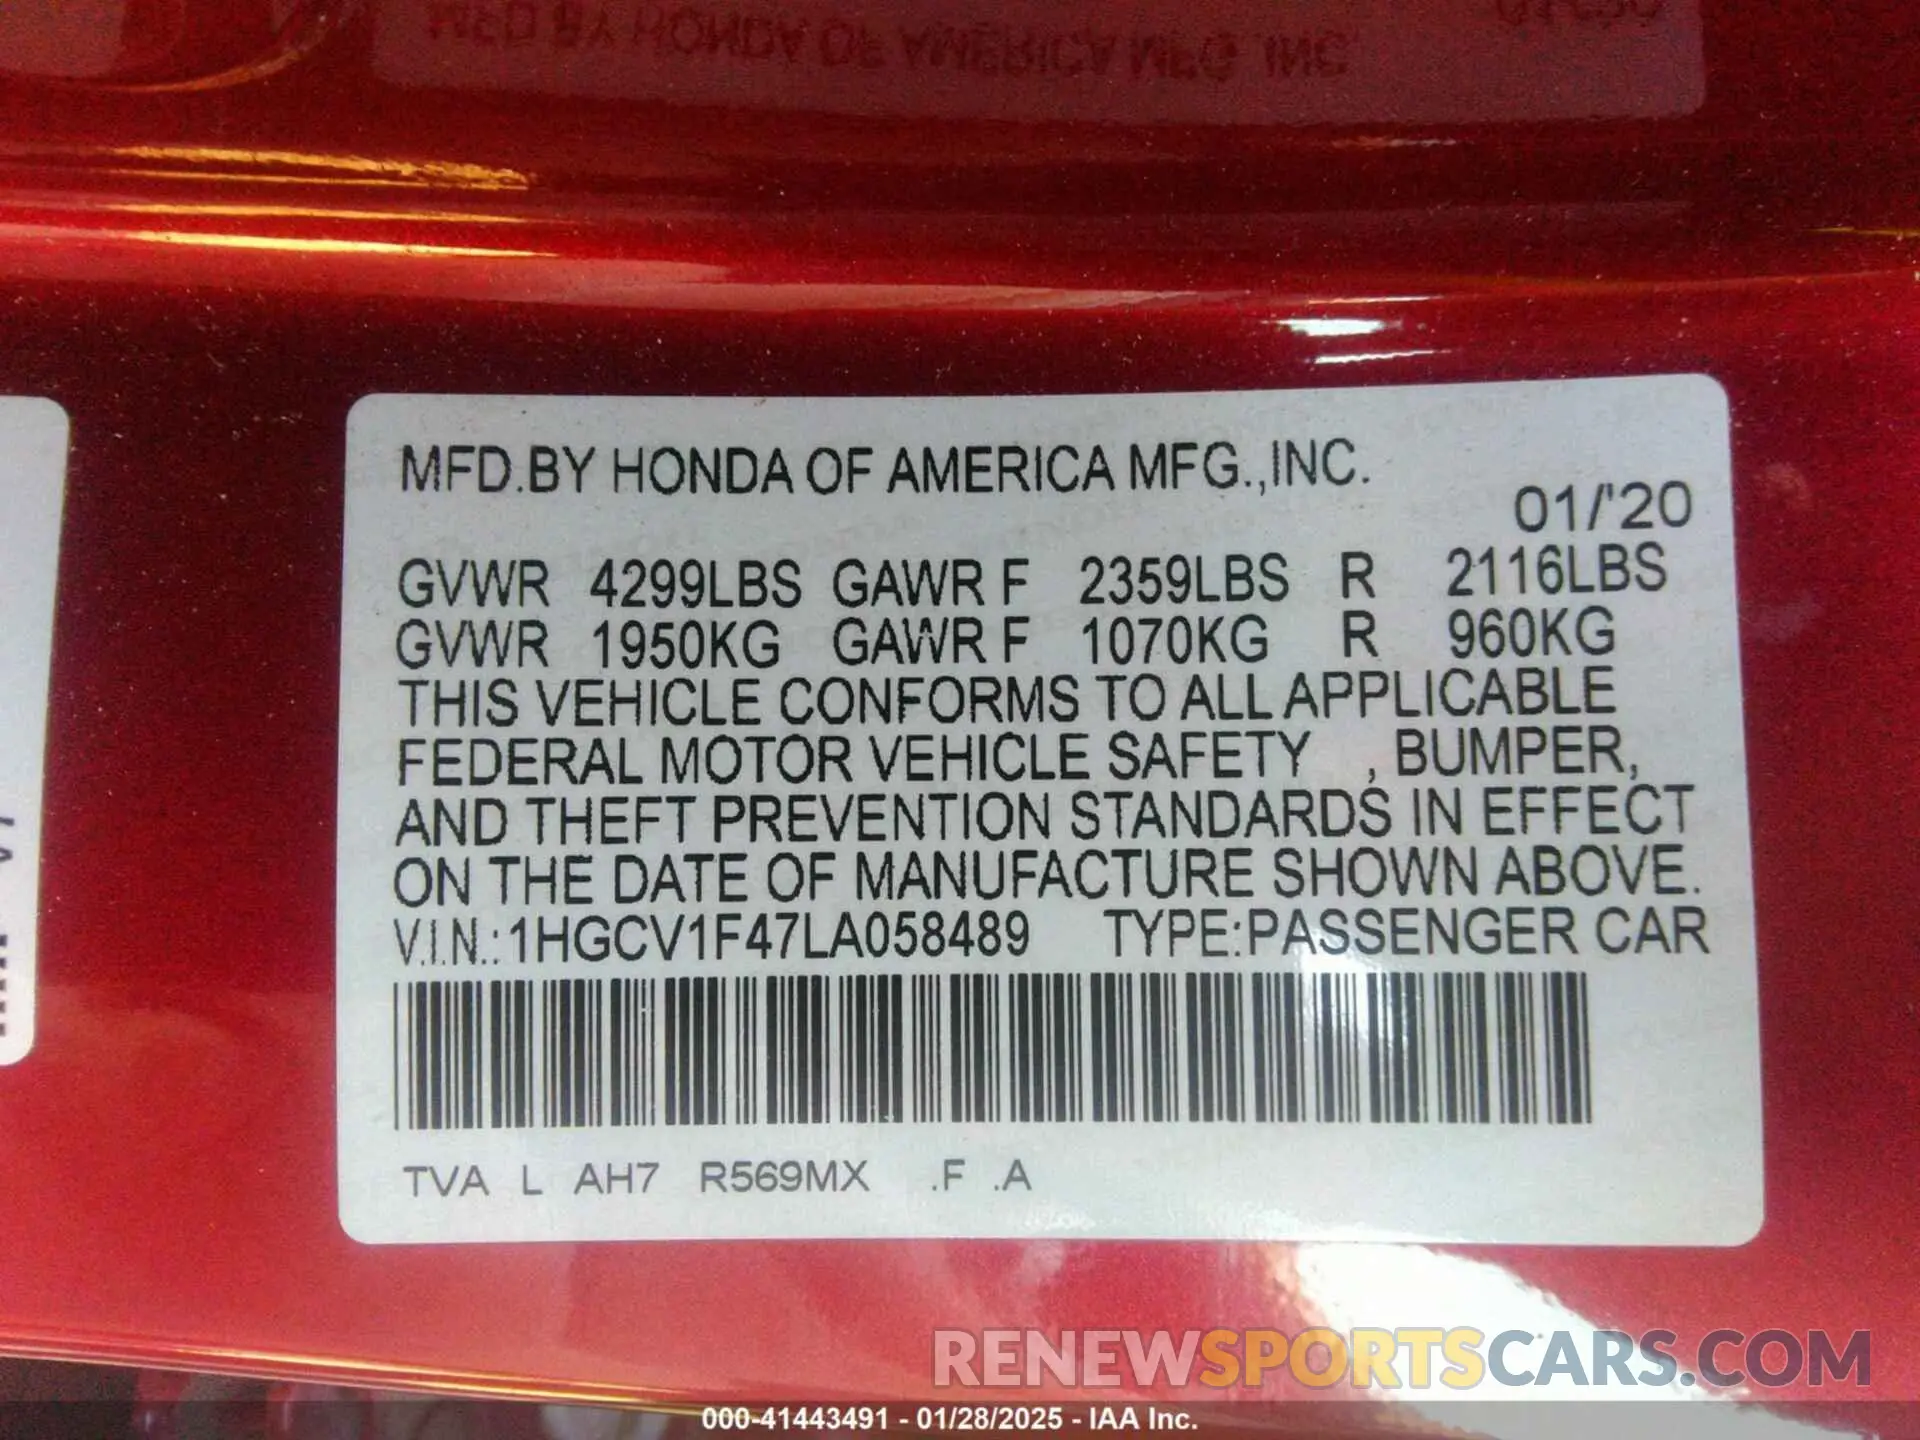 MFD.BY HONDA OF AMERICA MFG.,INC.
01/'20
GVWR 4299LBS GAWR F 2359LBS R 2116LBS
GVWR 1950KG GAWR F 1070KG R 960KG
THIS VEHICLE CONFORMS TO ALL APPLICABLE
FEDERAL MOTOR VEHICLE SAFETY , BUMPER,
AND THEFT PREVENTION STANDARDS IN EFFECT
ON THE DATE OF MANUFACTURE SHOWN ABOVE.
V.I.N.:1HGCV1F47LA058489 TYPE:PASSENGER CAR
TVA L AH7 R569MX .F .A
RENEWSPORTSCARS.COM
000-41443491 - 01/28/2025 - IAA Inc.